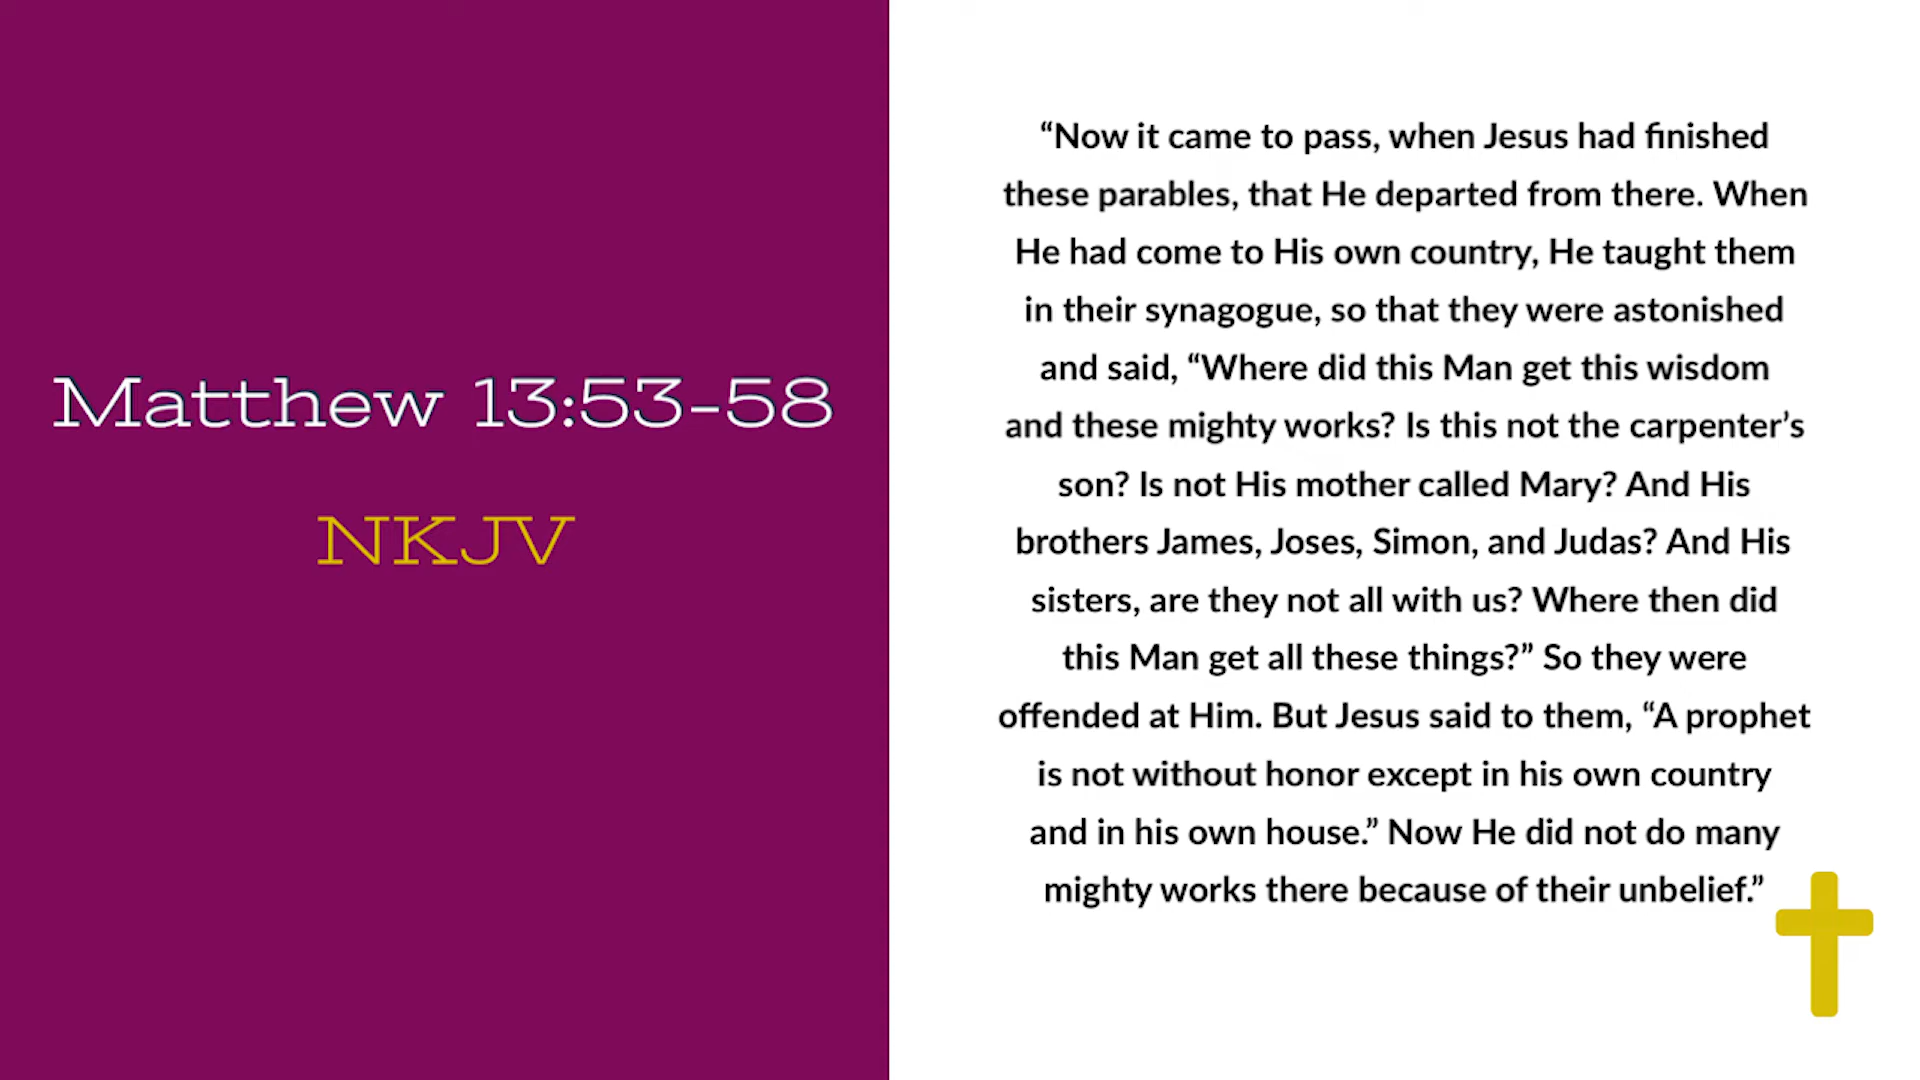 Matthew 13:53-58
NKJV
“Now it came to pass, when Jesus had finished
these parables, that He departed from there. When
He had come to His own country, He taught them
in their synagogue, so that they were astonished
and said, “Where did this Man get this wisdom
and these mighty works? Is this not the carpenter’s
son? Is not His mother called Mary? And His
brothers James, Joses, Simon, and Judas? And His
sisters, are they not all with us? Where then did
this Man get all these things?” So they were
offended at Him. But Jesus said to them, “A prophet
is not without honor except in his own country
and in his own house.” Now He did not do many
mighty works there because of their unbelief.”